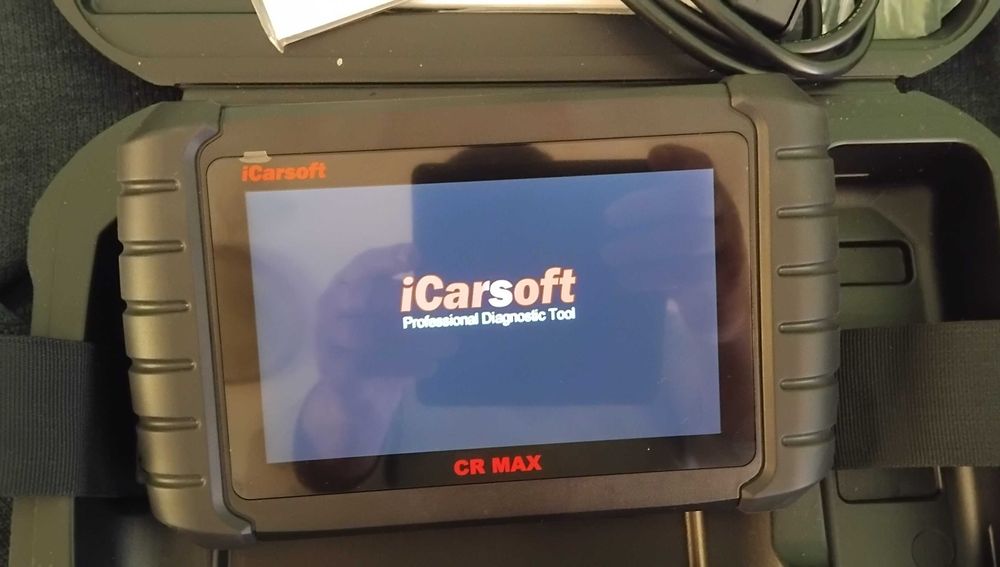 iCarsoft
iCarsoft
Professional Diagnostic Tool
CR MAX